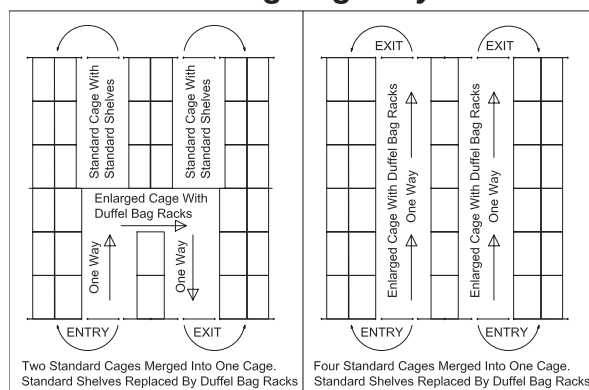 EXIT
EXIT
Standard Cage With
Standard Shelves
Standard Cage With
Standard Shelves
Enlarged Cage With
Duffel Bag Racks
One Way
One Way
ENTRY
EXIT
Two Standard Cages Merged Into One Cage.
Standard Shelves Replaced By Duffel Bag Racks
Enlarged Cage With Duffel Bag Racks
One Way
Enlarged Cage With Duffel Bag Racks
One Way
ENTRY
ENTRY
Four Standard Cages Merged Into One Cage.
Standard Shelves Replaced By Duffel Bag Racks